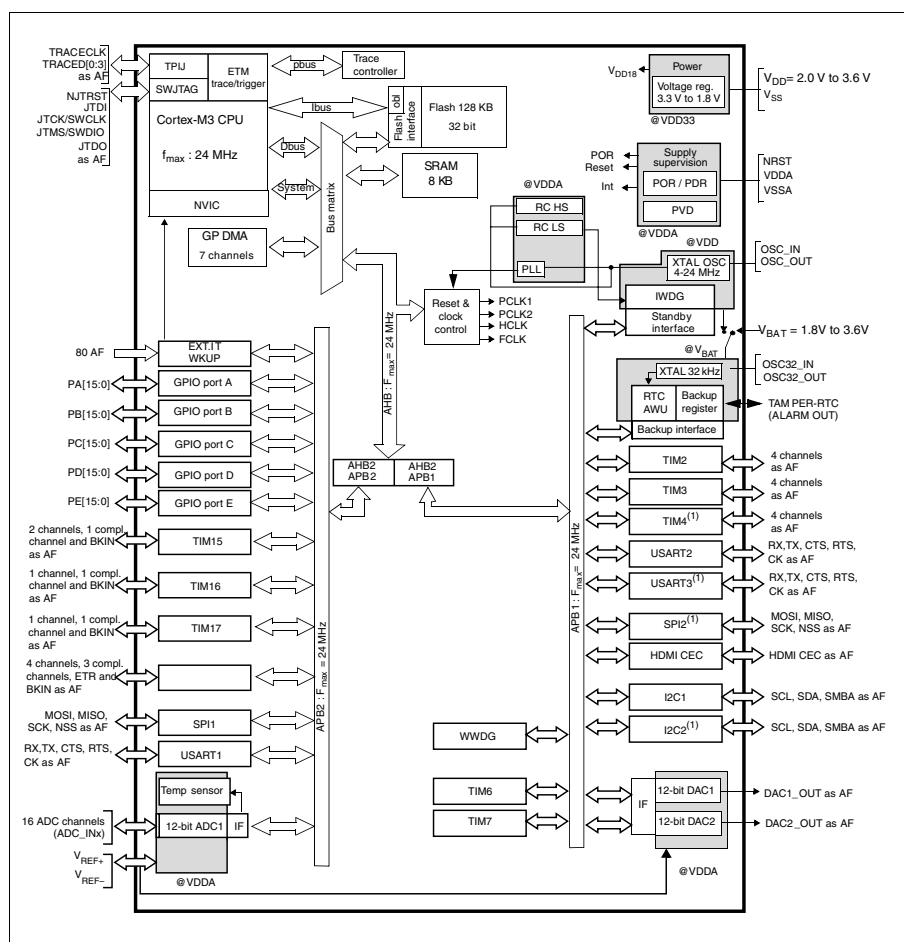 TRACECLK
TRACED[0:3]
as AF
NJTRST
JTDI
JTCK/SWCLK
JTMS/SWDIO
JTDO
as AF
TPIJ
SWJTAG
ETM
trace/trigger
Cortex-M3 CPU
fmax : 24 MHz
NVIC
pbus
Trace
controller
Ibus
Dbus
System
Flash obl
interface
Flash 128 KB
32 bit
SRAM
8 KB
Bus matrix
GP DMA
7 channels
VDD18
Power
Voltage reg.
3.3 V to 1.8 V
@VDD33
VDD = 2.0 V to 3.6 V
VSS
POR
Reset
Int
Supply
supervision
POR / PDR
PVD
@VDDA
NRST
VDDA
VSSA
@VDDA
RC HS
RC LS
PLL
@VDD
XTAL OSC
4-24 MHz
IWDG
Standby
interface
OSC_IN
OSC_OUT
Reset &
clock
control
PCLK1
PCLK2
HCLK
FCLK
VBAT = 1.8V to 3.6V
@VBAT
XTAL 32 kHz
RTC
AWU
Backup
register
Backup interface
OSC32_IN
OSC32_OUT
TAM PER-RTC
(ALARM OUT)
AHB : Fmax = 24 MHz
AHB2
APB2
AHB2
APB1
APB2 : Fmax = 24 MHz
APB1 : Fmax = 24 MHz
80 AF
EXT.IT
WKUP
PA[15:0]
GPIO port A
PB[15:0]
GPIO port B
PC[15:0]
GPIO port C
PD[15:0]
GPIO port D
PE[15:0]
GPIO port E
2 channels, 1 compl.
channel and BKIN
as AF
TIM15
1 channel, 1 compl.
channel and BKIN
as AF
TIM16
1 channel, 1 compl.
channel and BKIN
as AF
TIM17
4 channels, 3 compl.
channels, ETR and
BKIN as AF
MOSI, MISO,
SCK, NSS as AF
SPI1
RX,TX, CTS, RTS,
CK as AF
USART1
Temp sensor
16 ADC channels
(ADC_INx)
12-bit ADC1
IF
VREF+
VREF–
@VDDA
TIM2
4 channels
as AF
TIM3
4 channels
as AF
TIM4(1)
4 channels
as AF
USART2
RX,TX, CTS, RTS,
CK as AF
USART3(1)
RX,TX, CTS, RTS,
CK as AF
SPI2(1)
MOSI, MISO,
SCK, NSS as AF
HDMI CEC
HDMI CEC as AF
I2C1
SCL, SDA, SMBA as AF
I2C2(1)
SCL, SDA, SMBA as AF
WWDG
TIM6
TIM7
IF
12-bit DAC1
DAC1_OUT as AF
12-bit DAC2
DAC2_OUT as AF
@VDDA